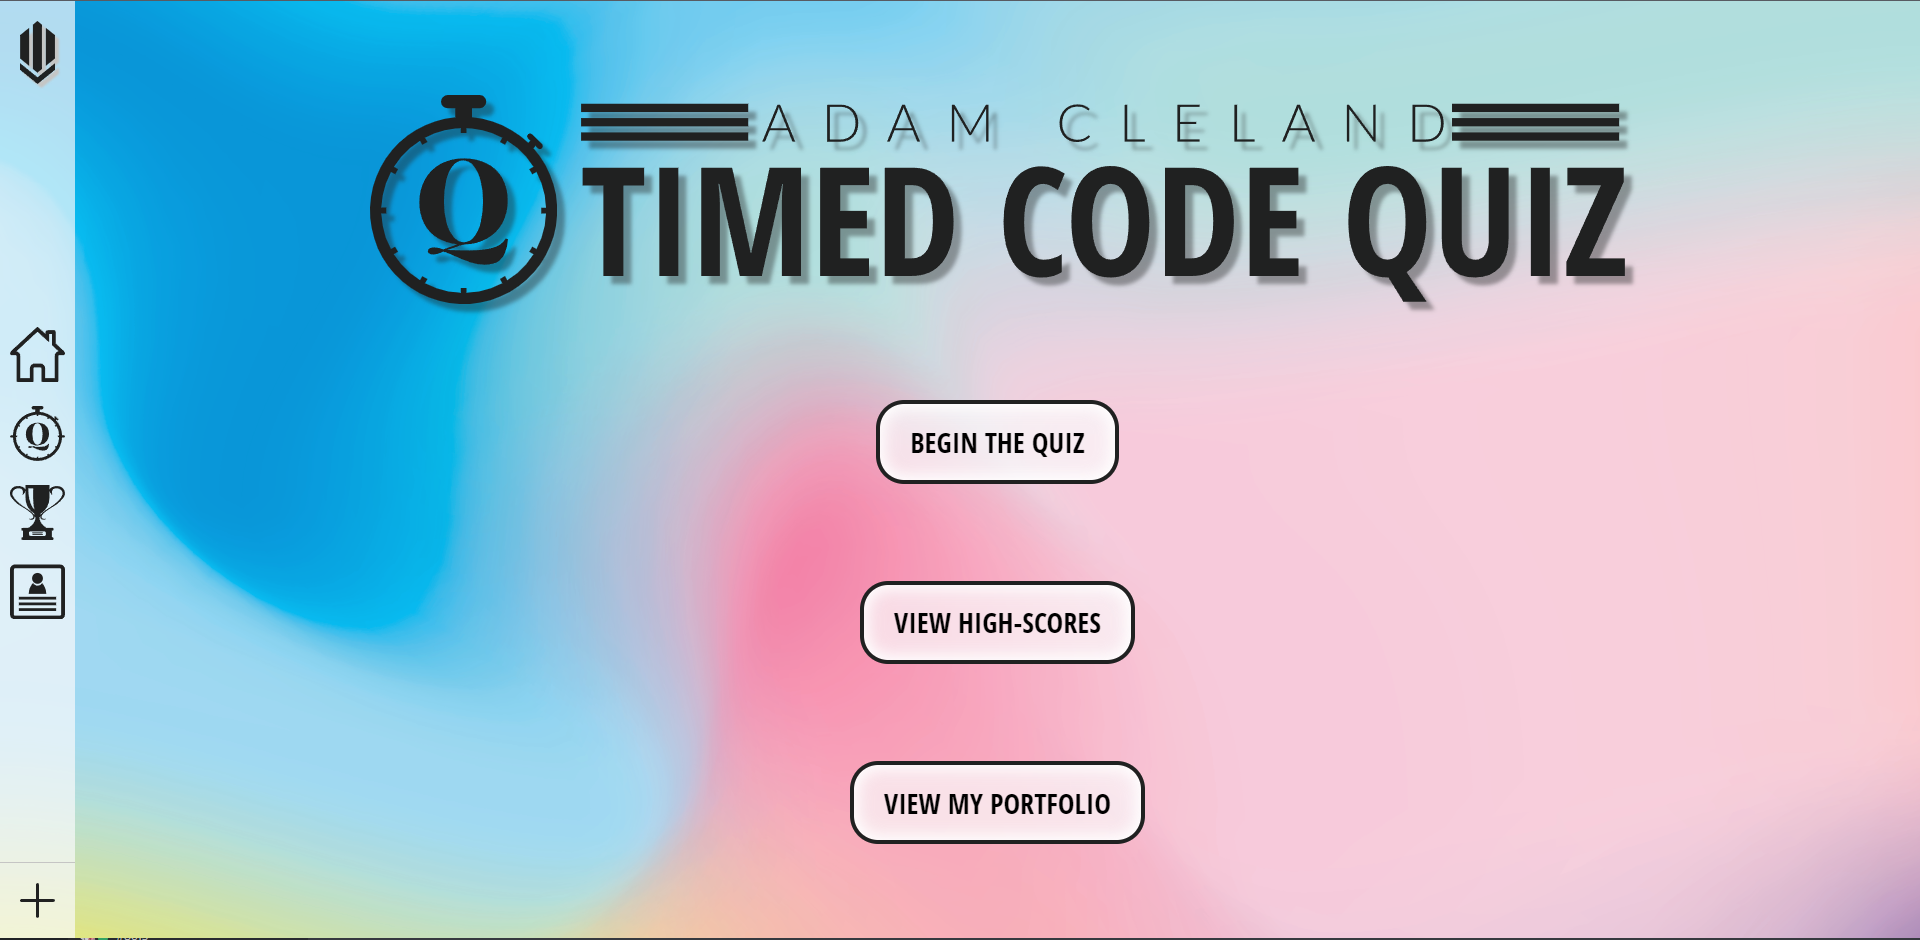 ADAM CLELAND
TIMED CODE QUIZ
Q
Q
BEGIN THE QUIZ
VIEW HIGH-SCORES
VIEW MY PORTFOLIO